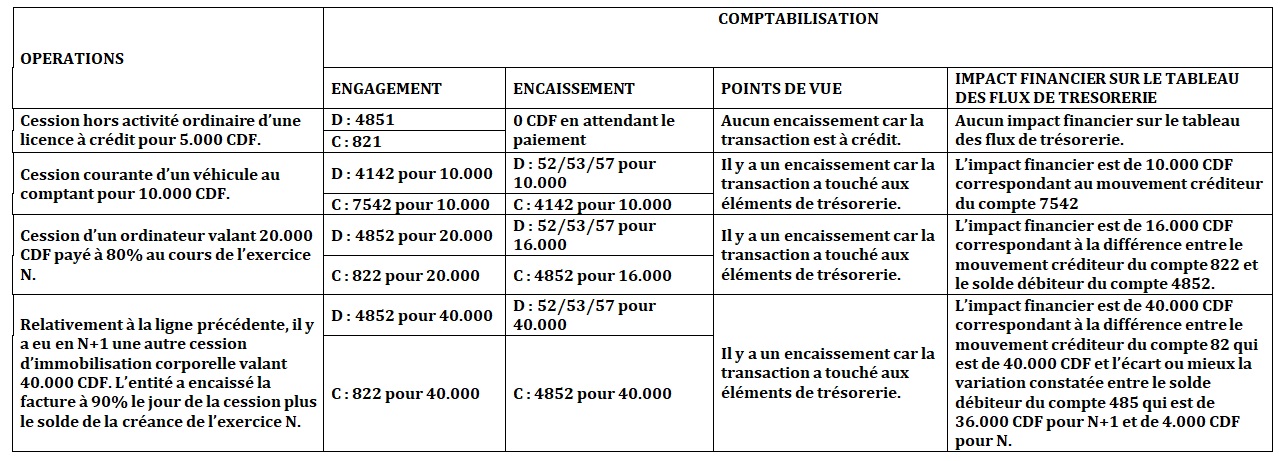 COMPTABILISATION
OPERATIONS
ENGAGEMENT
ENCAISSEMENT
POINTS DE VUE
IMPACT FINANCIER SUR LE TABLEAU
DES FLUX DE TRESORERIE
Cession hors activité ordinaire d’une
licence à crédit pour 5.000 CDF.
D : 4851
C : 821
0 CDF en attendant le
paiement
Aucun encaissement car la
transaction est à crédit.
Aucun impact financier sur le tableau
des flux de trésorerie.
Cession courante d’un véhicule au
comptant pour 10.000 CDF.
D : 4142 pour 10.000
C : 7542 pour 10.000
D : 52/53/57 pour
10.000
C : 4142 pour 10.000
Il y a un encaissement car la
transaction a touché aux
éléments de trésorerie.
L’impact financier est de 10.000 CDF
correspondant au mouvement créditeur
du compte 7542
Cession d’un ordinateur valant 20.000
CDF payé à 80% au cours de l’exercice
N.
D : 4852 pour 20.000
C : 822 pour 20.000
D : 52/53/57 pour
16.000
C : 4852 pour 16.000
Il y a un encaissement car la
transaction a touché aux
éléments de trésorerie.
L’impact financier est de 16.000 CDF
correspondant à la différence entre le
mouvement créditeur du compte 822 et
le solde débiteur du compte 4852.
Relativement à la ligne précédente, il y
a eu en N+1 une autre cession
d’immobilisation corporelle valant
40.000 CDF. L’entité a encaissé la
facture à 90% le jour de la cession plus
le solde de la créance de l’exercice N.
D : 4852 pour 40.000
C : 822 pour 40.000
D : 52/53/57 pour
40.000
C : 4852 pour 40.000
Il y a un encaissement car la
transaction a touché aux
éléments de trésorerie.
L’impact financier est de 40.000 CDF
correspondant à la différence entre le
mouvement créditeur du compte 82 qui
est de 40.000 CDF et l’écart ou mieux la
variation constatée entre le solde
débiteur du compte 485 qui est de
36.000 CDF pour N+1 et de 4.000 CDF
pour N.